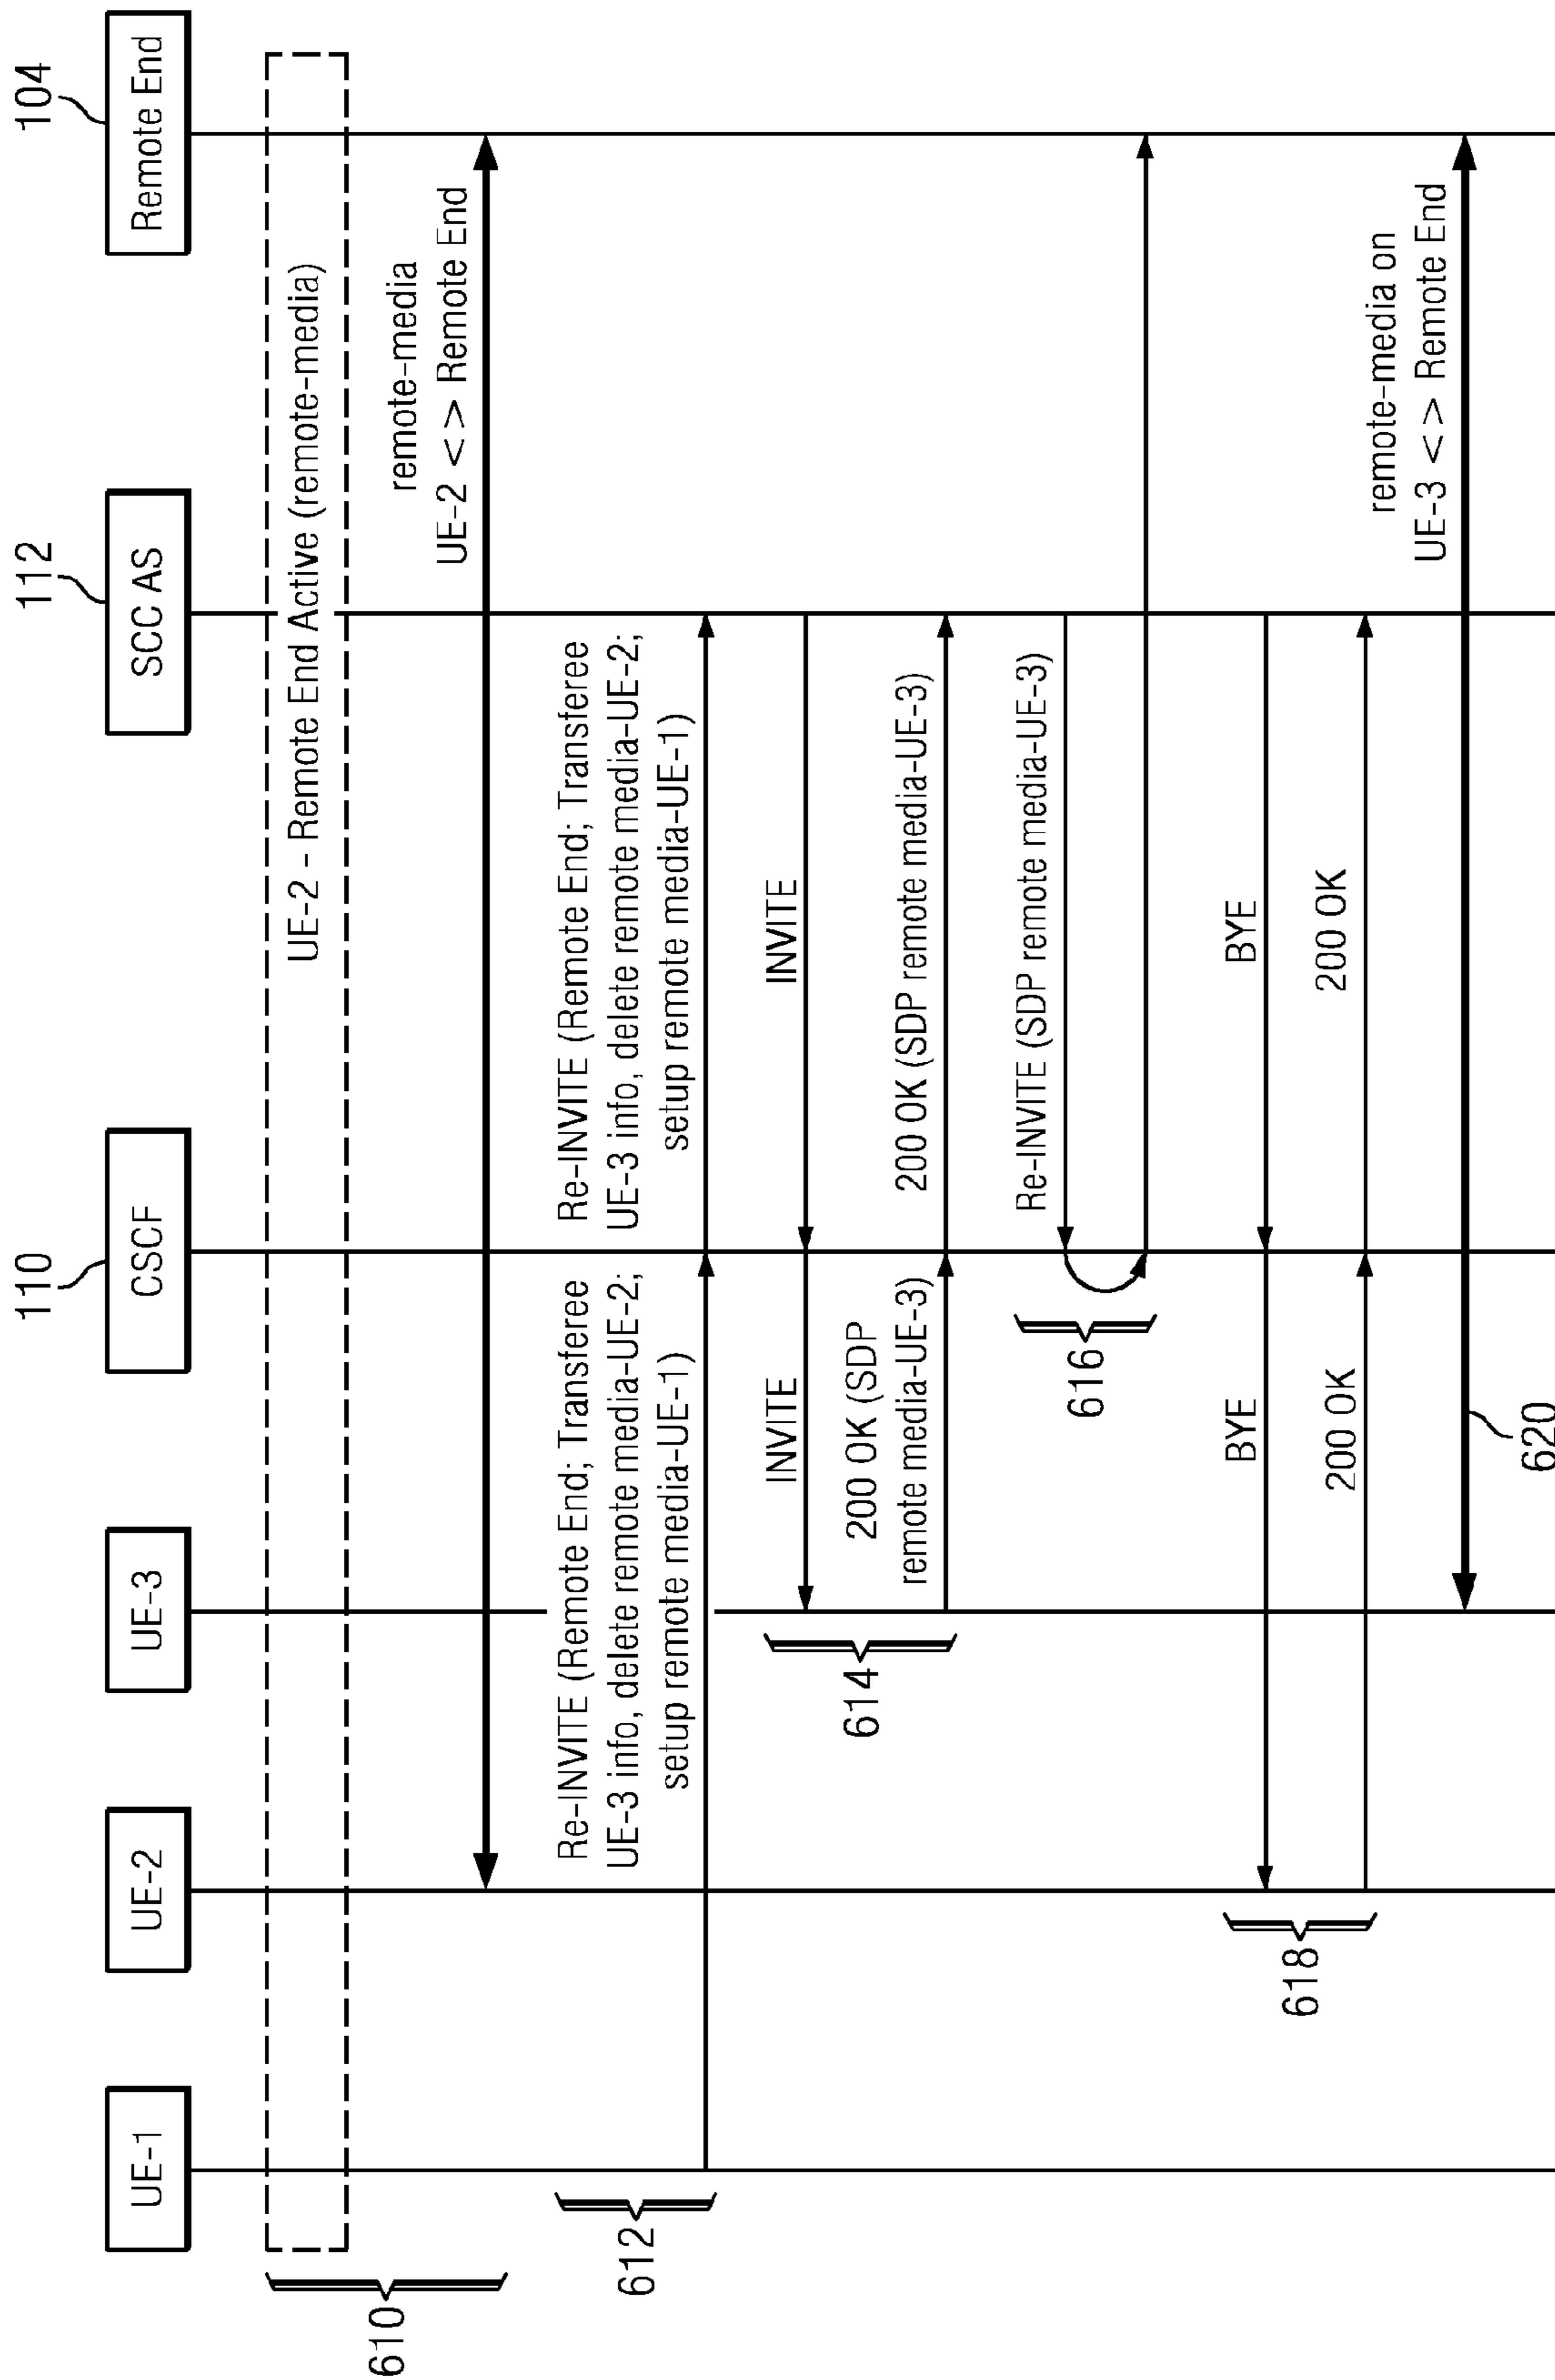 UE-1
UE-2
UE-3
110
CSCF
112
SCC AS
104
Remote End
610
UE-2 - Remote End Active (remote-media)
remote-media
UE-2 < > Remote End
612
Re-INVITE (Remote End; Transferee
UE-3 info, delete remote media-UE-2;
setup remote media-UE-1)
Re-INVITE (Remote End; Transferee
UE-3 info, delete remote media-UE-2;
setup remote media-UE-1)
614
INVITE
INVITE
200 OK (SDP
remote media-UE-3)
200 OK (SDP remote media-UE-3)
616
Re-INVITE (SDP remote media-UE-3)
618
BYE
BYE
200 OK
200 OK
remote-media on
UE-3 < > Remote End
620